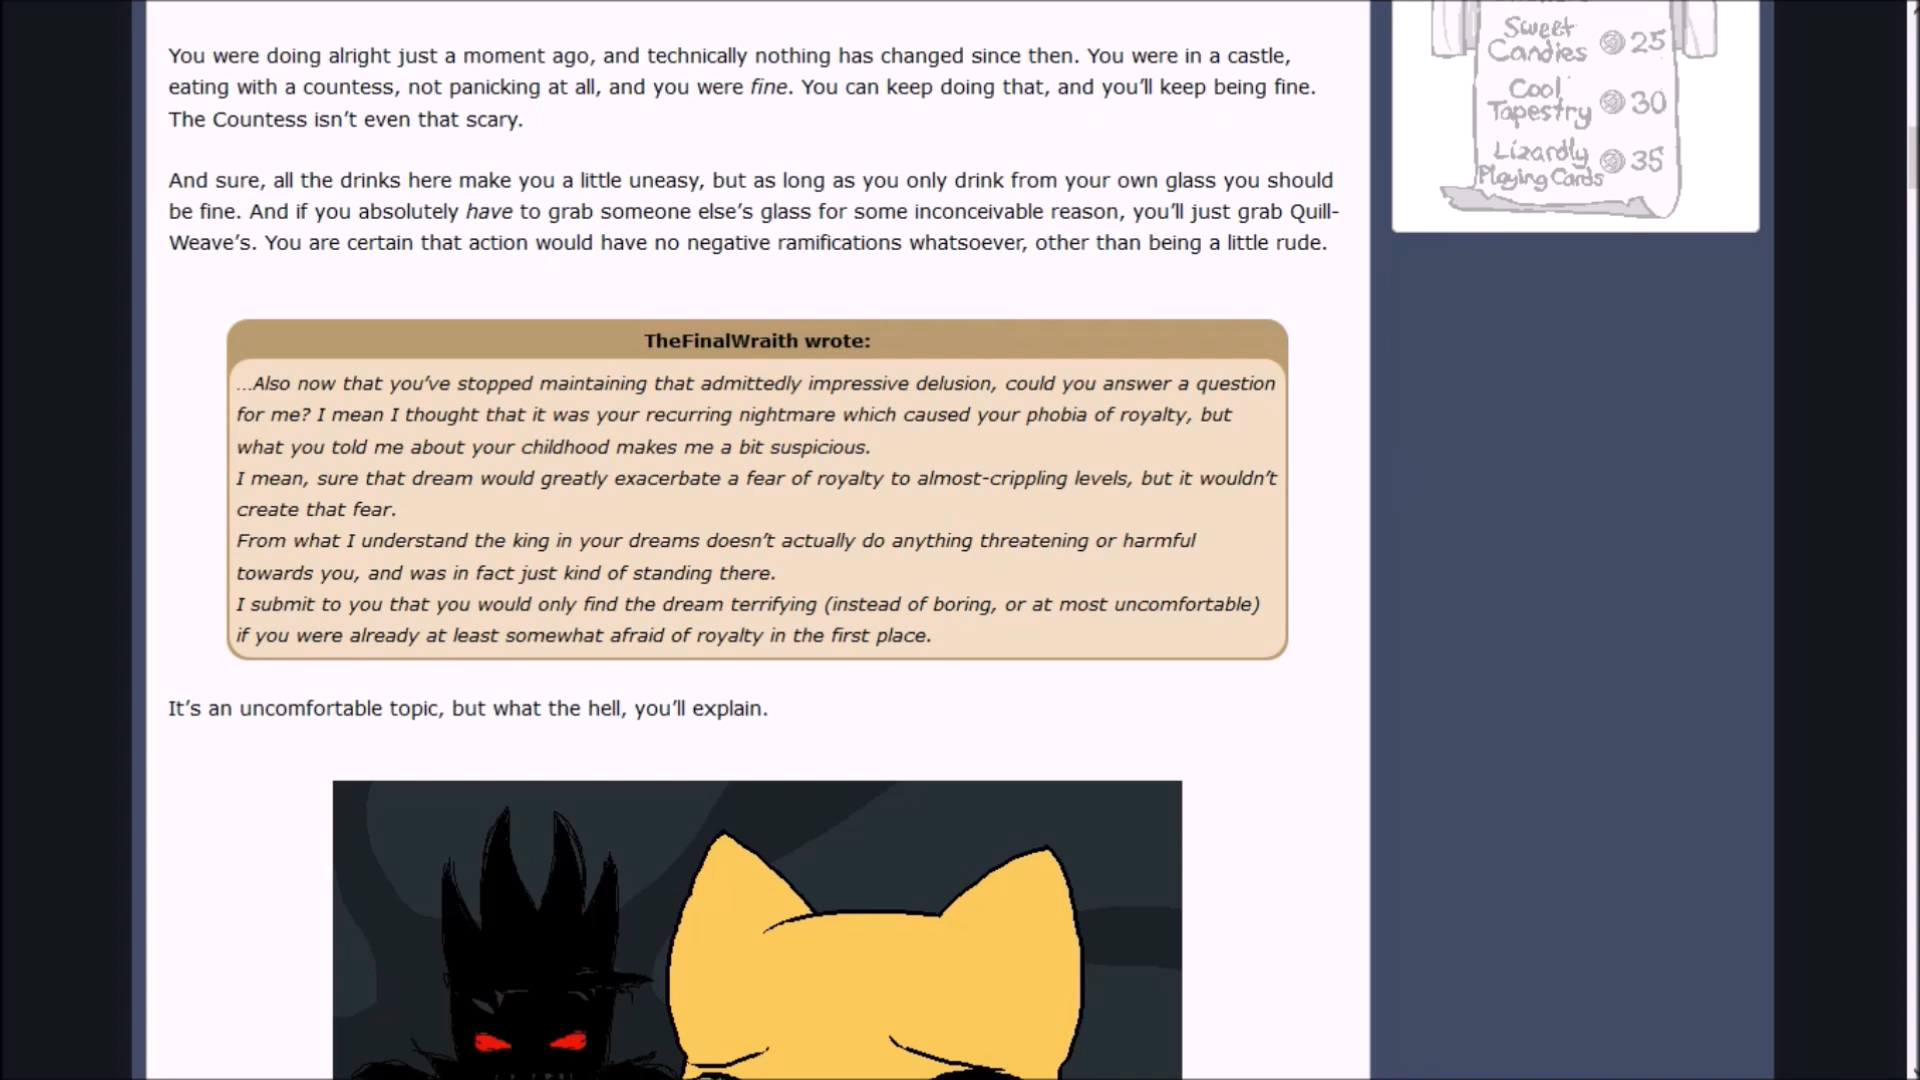 You were doing alright just a moment ago, and technically nothing has changed since then. You were in a castle,
eating with a countess, not panicking at all, and you were fine. You can keep doing that, and you’ll keep being fine.
The Countess isn’t even that scary.
And sure, all the drinks here make you a little uneasy, but as long as you only drink from your own glass you should
be fine. And if you absolutely have to grab someone else’s glass for some inconceivable reason, you’ll just grab Quill-
Weave’s. You are certain that action would have no negative ramifications whatsoever, other than being a little rude.
TheFinalWraith wrote:
...Also now that you’ve stopped maintaining that admittedly impressive delusion, could you answer a question
for me? I mean I thought that it was your recurring nightmare which caused your phobia of royalty, but
what you told me about your childhood makes me a bit suspicious.
I mean, sure that dream would greatly exacerbate a fear of royalty to almost-crippling levels, but it wouldn’t
create that fear.
From what I understand the king in your dreams doesn’t actually do anything threatening or harmful
towards you, and was in fact just kind of standing there.
I submit to you that you would only find the dream terrifying (instead of boring, or at most uncomfortable)
if you were already at least somewhat afraid of royalty in the first place.
It’s an uncomfortable topic, but what the hell, you’ll explain.
Sweet
Candies 25
Cool
Tapestry 30
Lizardly
Playing Cards 35